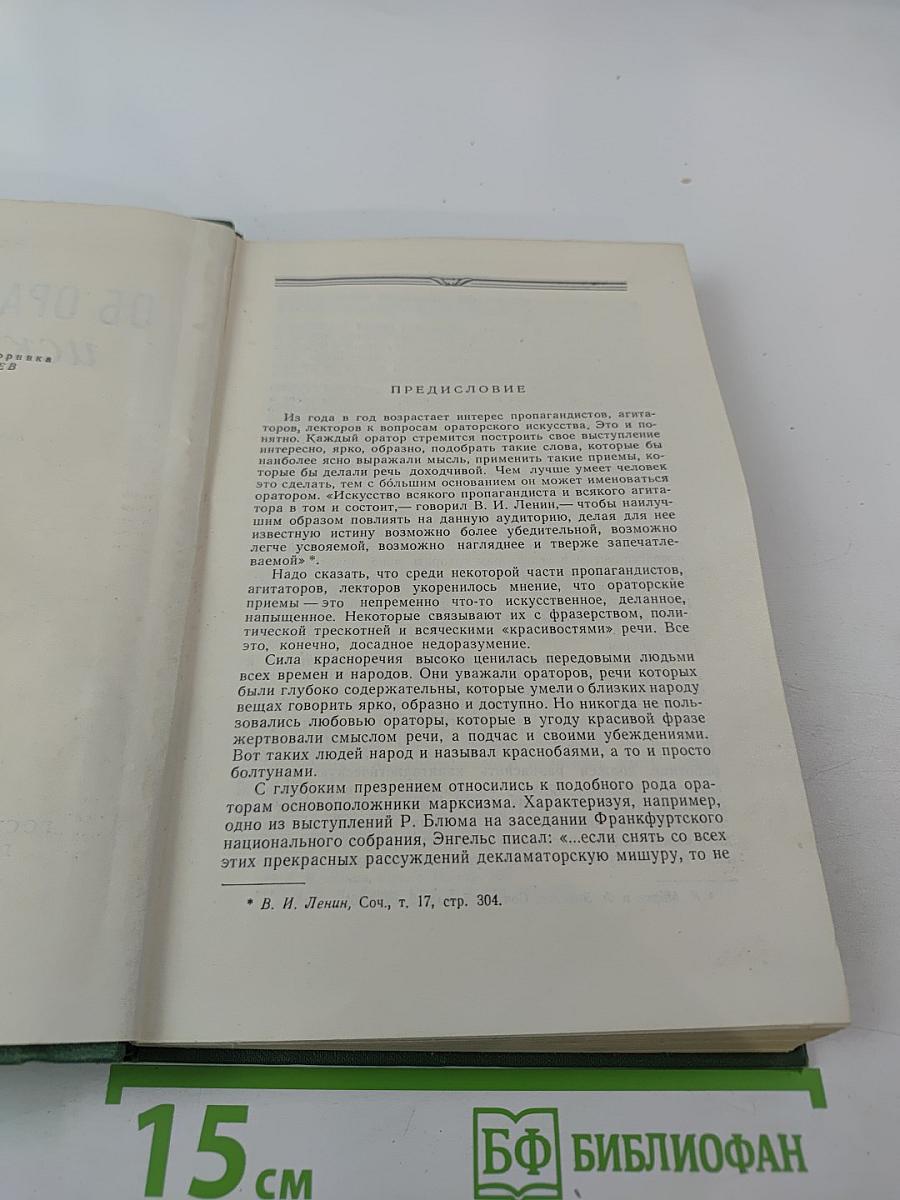 орника
ЕВ
ПРЕДИСЛОВИЕ
Из года в год возрастает интерес пропагандистов, агита-
торов, лекторов к вопросам ораторского искусства. Это и по-
нятно. Каждый оратор стремится построить свое выступление
интересно, ярко, образно, подобрать такие слова, которые бы
наиболее ясно выражали мысль, применить такие приемы, ко-
торые бы делали речь доходчивой. Чем лучше умеет человек
это сделать, тем с бо́льшим основанием он может именоваться
оратором. «Искусство всякого пропагандиста и всякого агита-
тора в том и состоит,— говорил В. И. Ленин,— чтобы наилуч-
шим образом повлиять на данную аудиторию, делая для нее
известную истину возможно более убедительной, возможно
легче усвояемой, возможно нагляднее и тверже запечатле-
ваемой» *.
Надо сказать, что среди некоторой части пропагандистов,
агитаторов, лекторов укоренилось мнение, что ораторские
приемы — это непременно что-то искусственное, деланное,
напыщенное. Некоторые связывают их с фразерством, поли-
тической трескотней и всяческими «красивостями» речи. Все
это, конечно, досадное недоразумение.
Сила красноречия высоко ценилась передовыми людьми
всех времен и народов. Они уважали ораторов, речи которых
были глубоко содержательны, которые умели о близких народу
вещах говорить ярко, образно и доступно. Но никогда не поль-
зовались любовью ораторы, которые в угоду красивой фразе
жертвовали смыслом речи, а подчас и своими убеждениями.
Вот таких людей народ и называл краснобаями, а то и просто
болтунами.
С глубоким презрением относились к подобного рода ора-
торам основоположники марксизма. Характеризуя, например,
одно из выступлений Р. Блюма на заседании Франкфуртского
национального собрания, Энгельс писал: «...если снять со всех
этих прекрасных рассуждений декламаторскую мишуру, то не
* В. И. Ленин, Соч., т. 17, стр. 304.
15 см
БФ БИБЛИОФАН